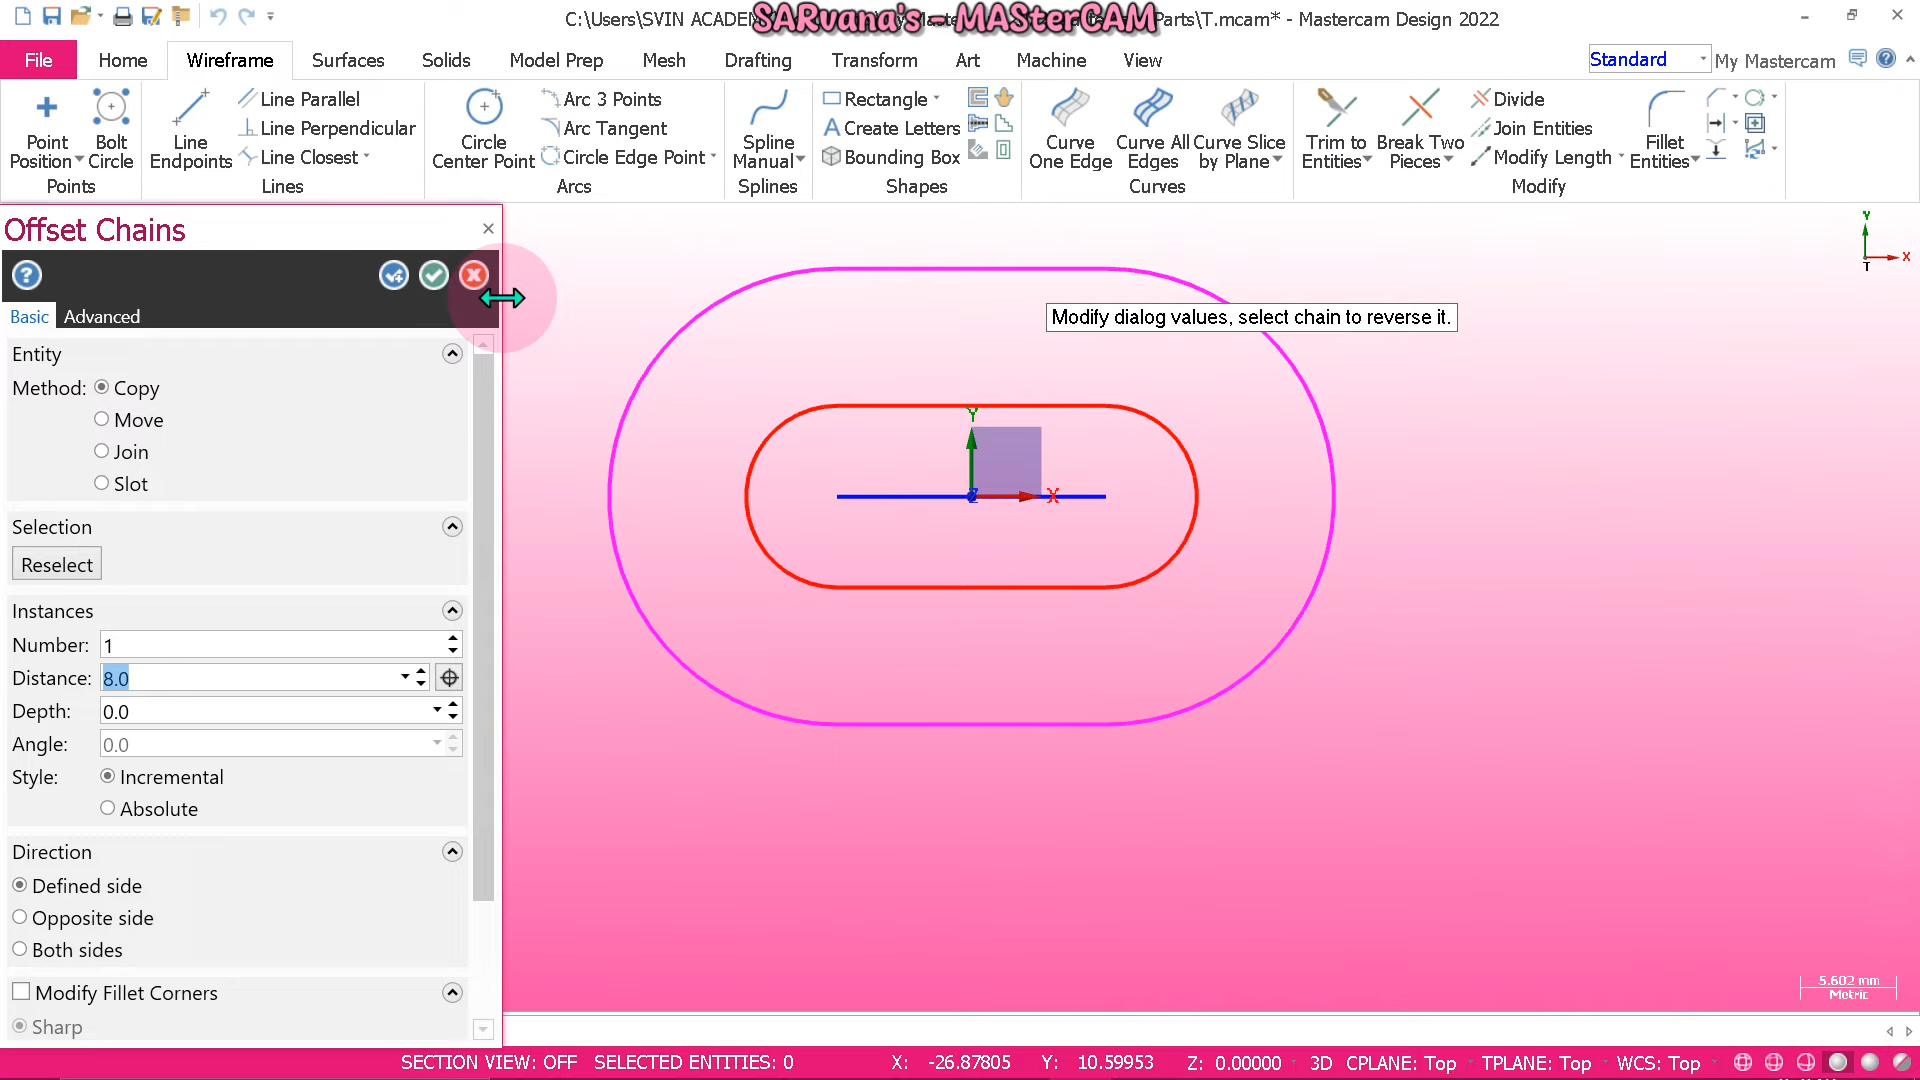 C:\Users\SVIN ACADEM
SARvana's - MASterCAM
Parts\T.mcam* - Mastercam Design 2022
File Home Wireframe Surfaces Solids Model Prep Mesh Drafting Transform Art Machine View
Standard My Mastercam
Point Position Bolt Circle
Points
Line Endpoints
Line Parallel
Line Perpendicular
Line Closest
Lines
Circle Center Point
Arc 3 Points
Arc Tangent
Circle Edge Point
Arcs
Spline Manual
Splines
Rectangle
Create Letters
Bounding Box
Shapes
Curve One Edge
Curve All Edges
Curve Slice by Plane
Curves
Trim to Entities
Break Two Pieces
Divide
Join Entities
Modify Length
Fillet Entities
Modify
Offset Chains
Basic Advanced
Entity
Method: Copy
Move
Join
Slot
Selection
Reselect
Instances
Number: 1
Distance: 8.0
Depth: 0.0
Angle: 0.0
Style: Incremental
Absolute
Direction
Defined side
Opposite side
Both sides
Modify Fillet Corners
Sharp
Modify dialog values, select chain to reverse it.
Y
X
T
Y
Z
X
5.602 mm
Metric
SECTION VIEW: OFF SELECTED ENTITIES: 0 X: -26.87805 Y: 10.59953 Z: 0.00000 3D CPLANE: Top TPLANE: Top WCS: Top